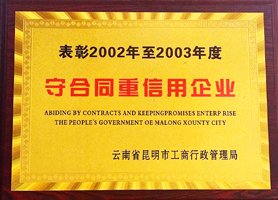 表彰2002年至2003年度
守合同重信用企业
ABIDING BY CONTRACTS AND KEEPINGPROMISES ENTERP RISE
THE PEOPLE'S GOVERNMENT OE MALONG XOUNTY CITY
云南省昆明市工商行政管理局